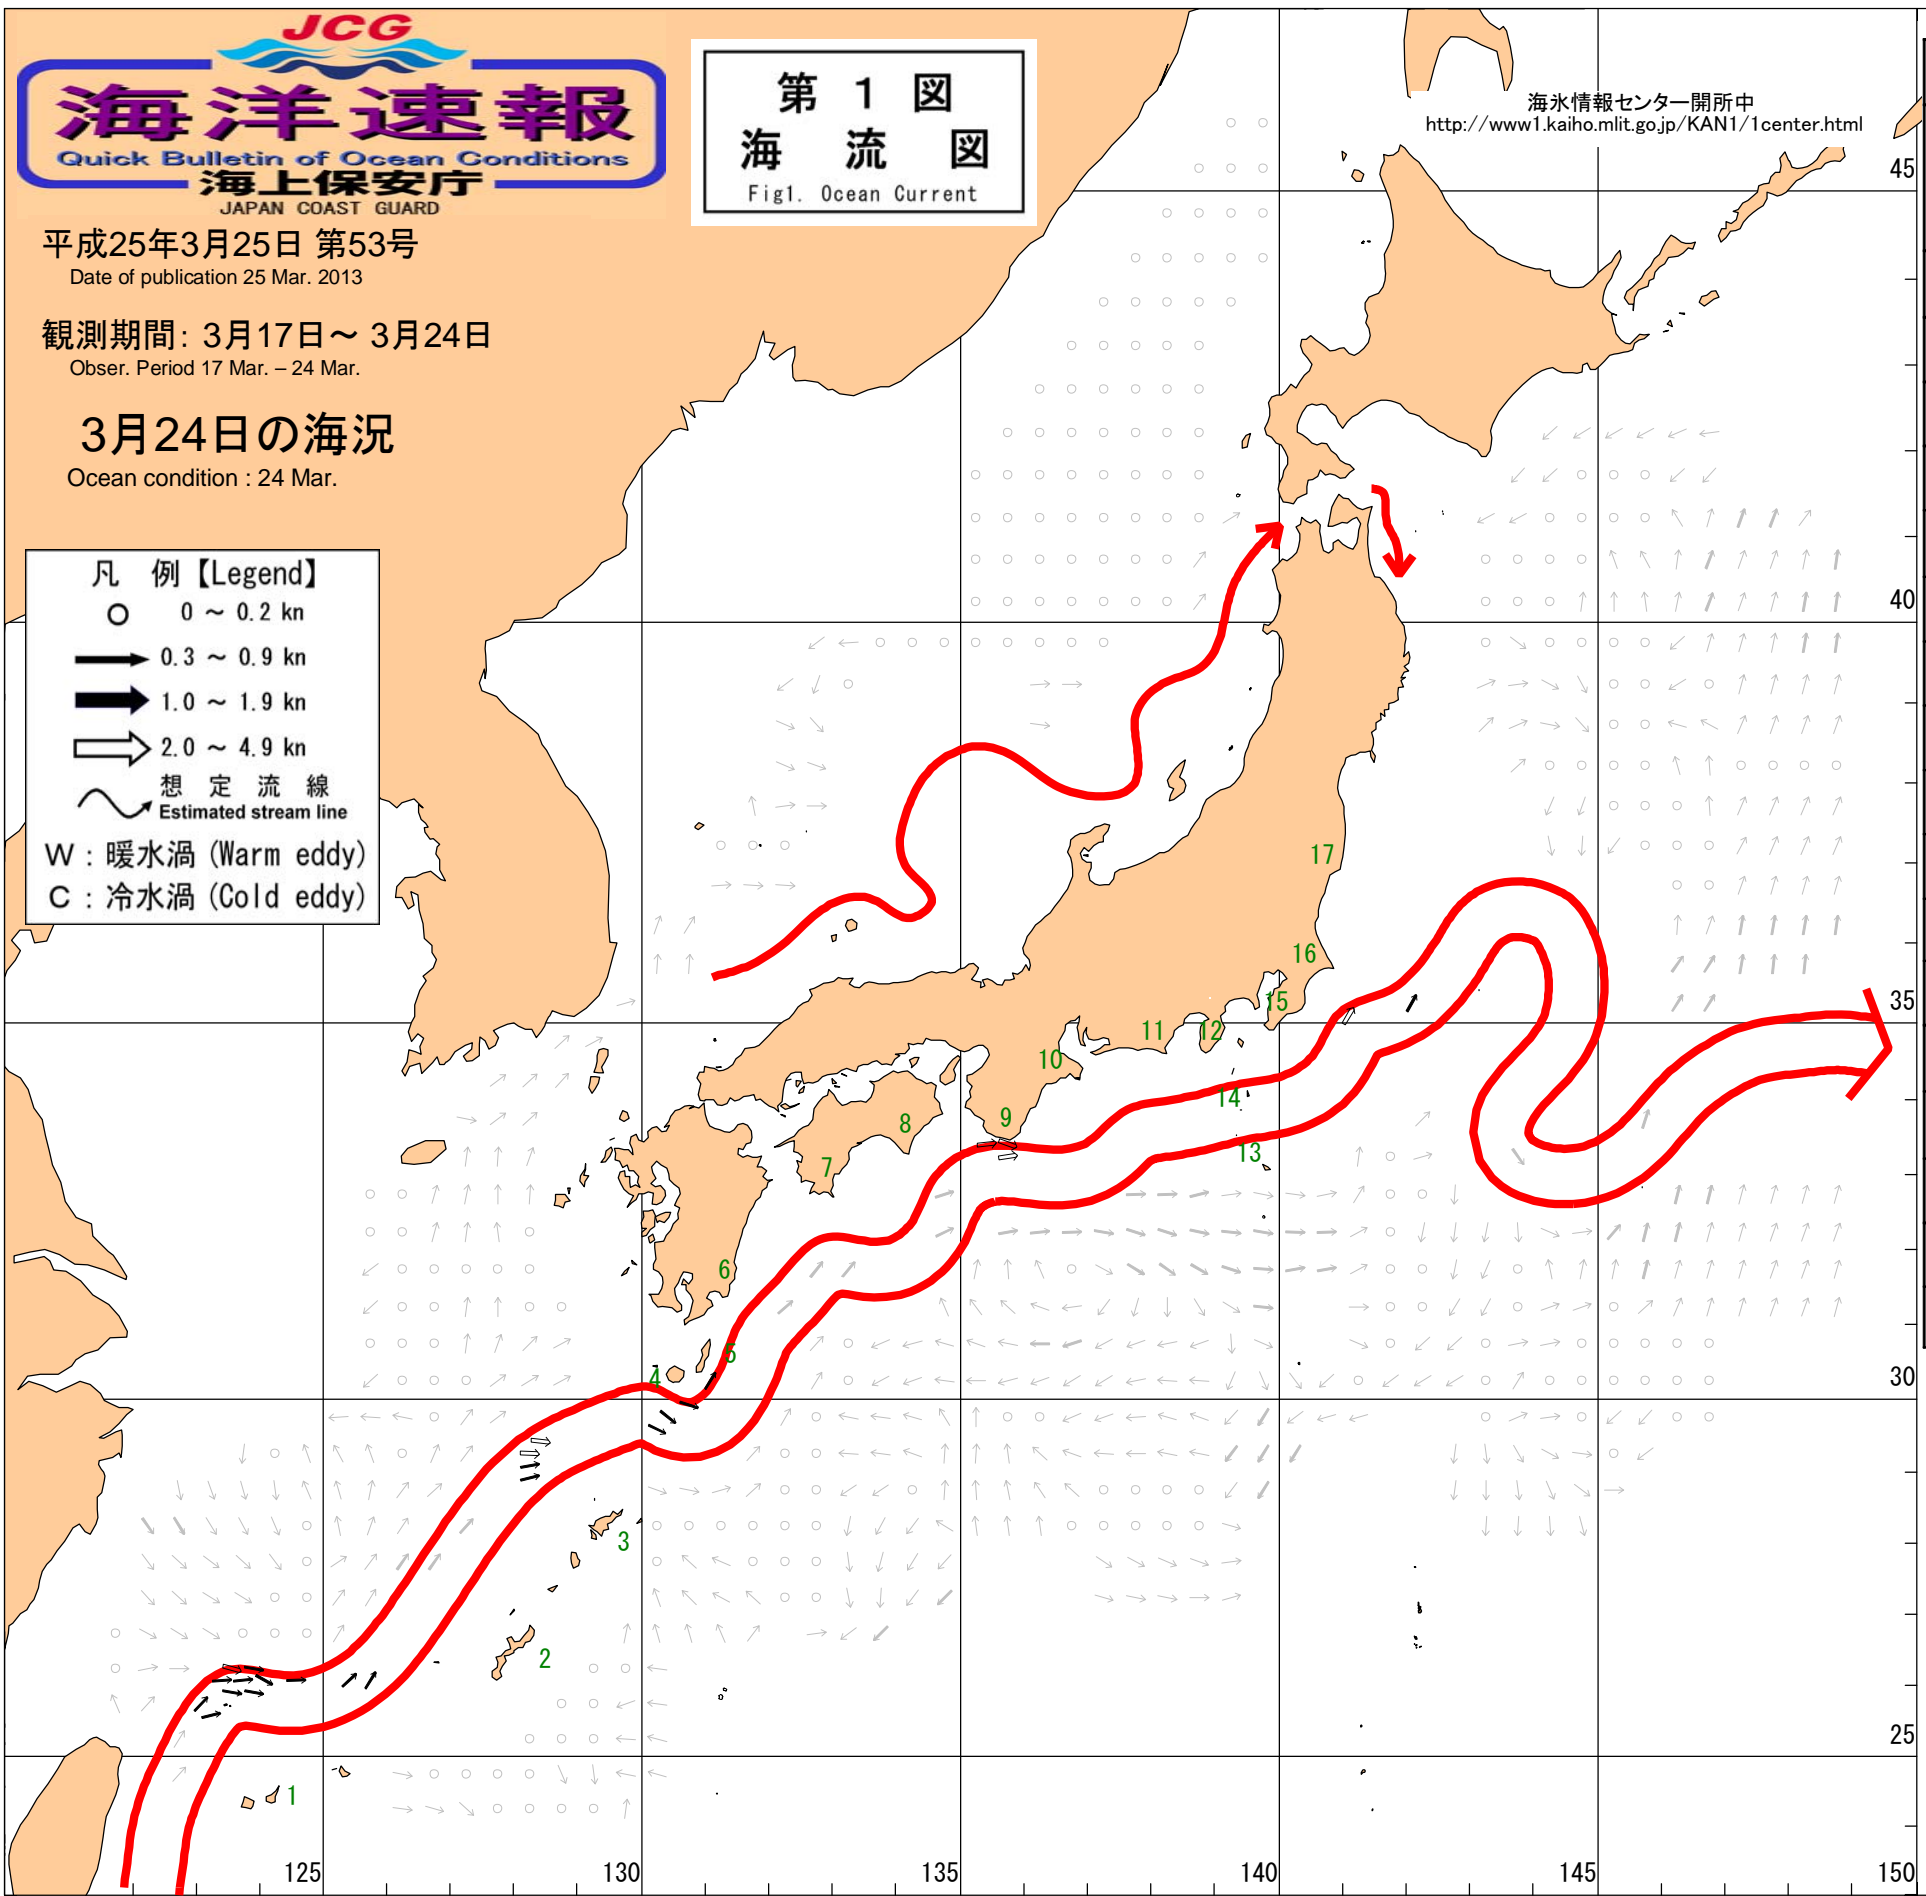 JCG
海洋速報
Quick Bulletin of Ocean Conditions
海上保安庁
JAPAN COAST GUARD
第 1 図
海 流 図
Fig1. Ocean Current
海氷情報センター開所中
http://www1.kaiho.mlit.go.jp/KAN1/1center.html
平成25年3月25日 第53号
Date of publication 25 Mar. 2013
観測期間: 3月17日～ 3月24日
Obser. Period 17 Mar. – 24 Mar.
3月24日の海況
Ocean condition : 24 Mar.
凡 例【Legend】
0 ～ 0.2 kn
0.3 ～ 0.9 kn
1.0 ～ 1.9 kn
2.0 ～ 4.9 kn
想 定 流 線
Estimated stream line
W : 暖水渦 (Warm eddy)
C : 冷水渦 (Cold eddy)
45
40
35
30
25
17
16
15
12
11
10
14
13
9
8
7
6
5
4
3
2
1
125
130
135
140
145
150